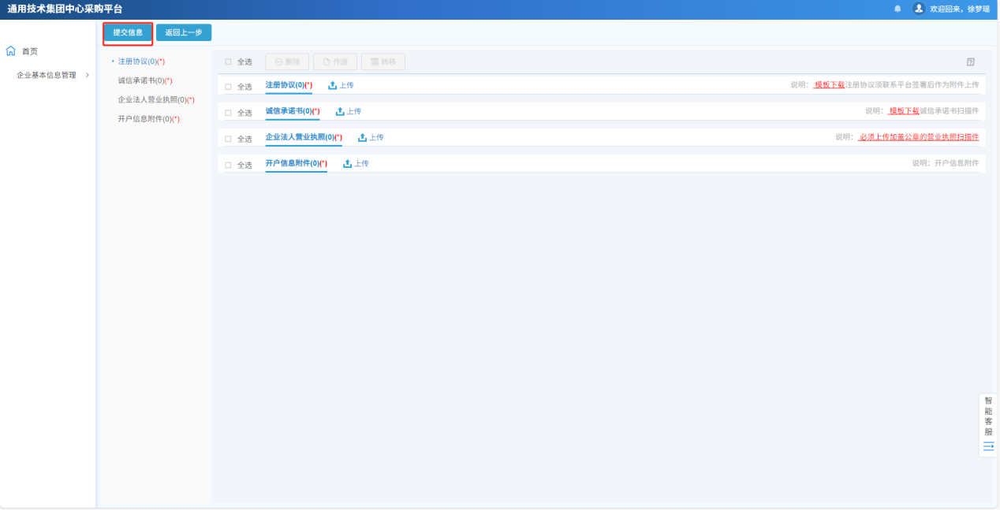 通用技术集团中心采购平台
欢迎回来，徐梦瑶
提交信息 返回上一步
首页
企业基本信息管理
注册协议(0)(*)
诚信承诺书(0)(*)
企业法人营业执照(0)(*)
开户信息附件(0)(*)
全选 删除 作废 转移
全选 注册协议(0)(*) 上传 说明： 模板下载注册协议须联系平台签署后作为附件上传
全选 诚信承诺书(0)(*) 上传 说明： 模板下载诚信承诺书扫描件
全选 企业法人营业执照(0)(*) 上传 说明： 必须上传加盖公章的营业执照扫描件
全选 开户信息附件(0)(*) 上传 说明：开户信息附件
智
能
客
服